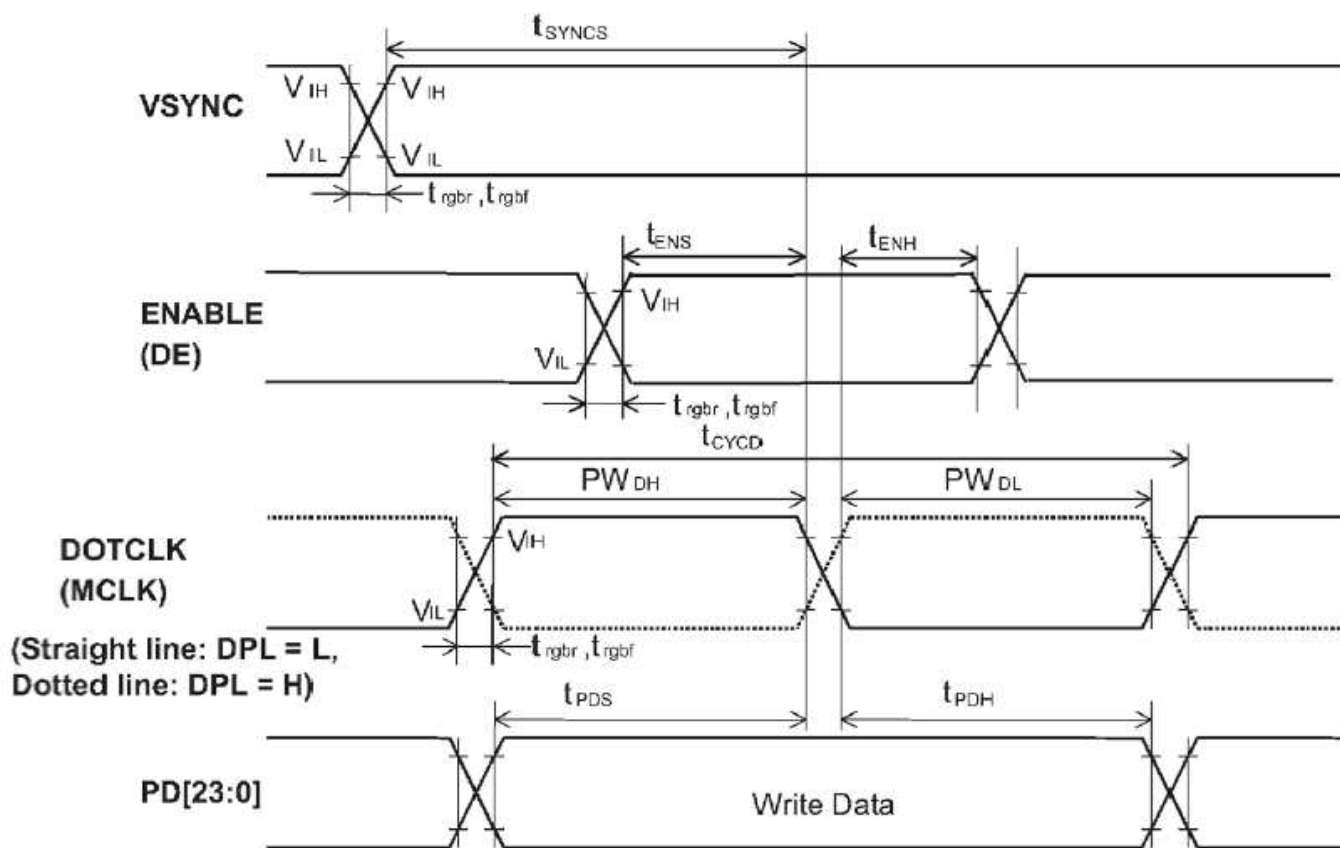 tSYNCS
VSYNC
VIH VIH
VIL VIL
trgbr ,trgbf
tENS tENH
ENABLE
(DE)
VIH
VIL
trgbr ,trgbf
tCYCD
PWDH PWDL
DOTCLK
(MCLK)
VIH
VIL
(Straight line: DPL = L,
Dotted line: DPL = H)
trgbr ,trgbf
tPDS tPDH
PD[23:0]
Write Data